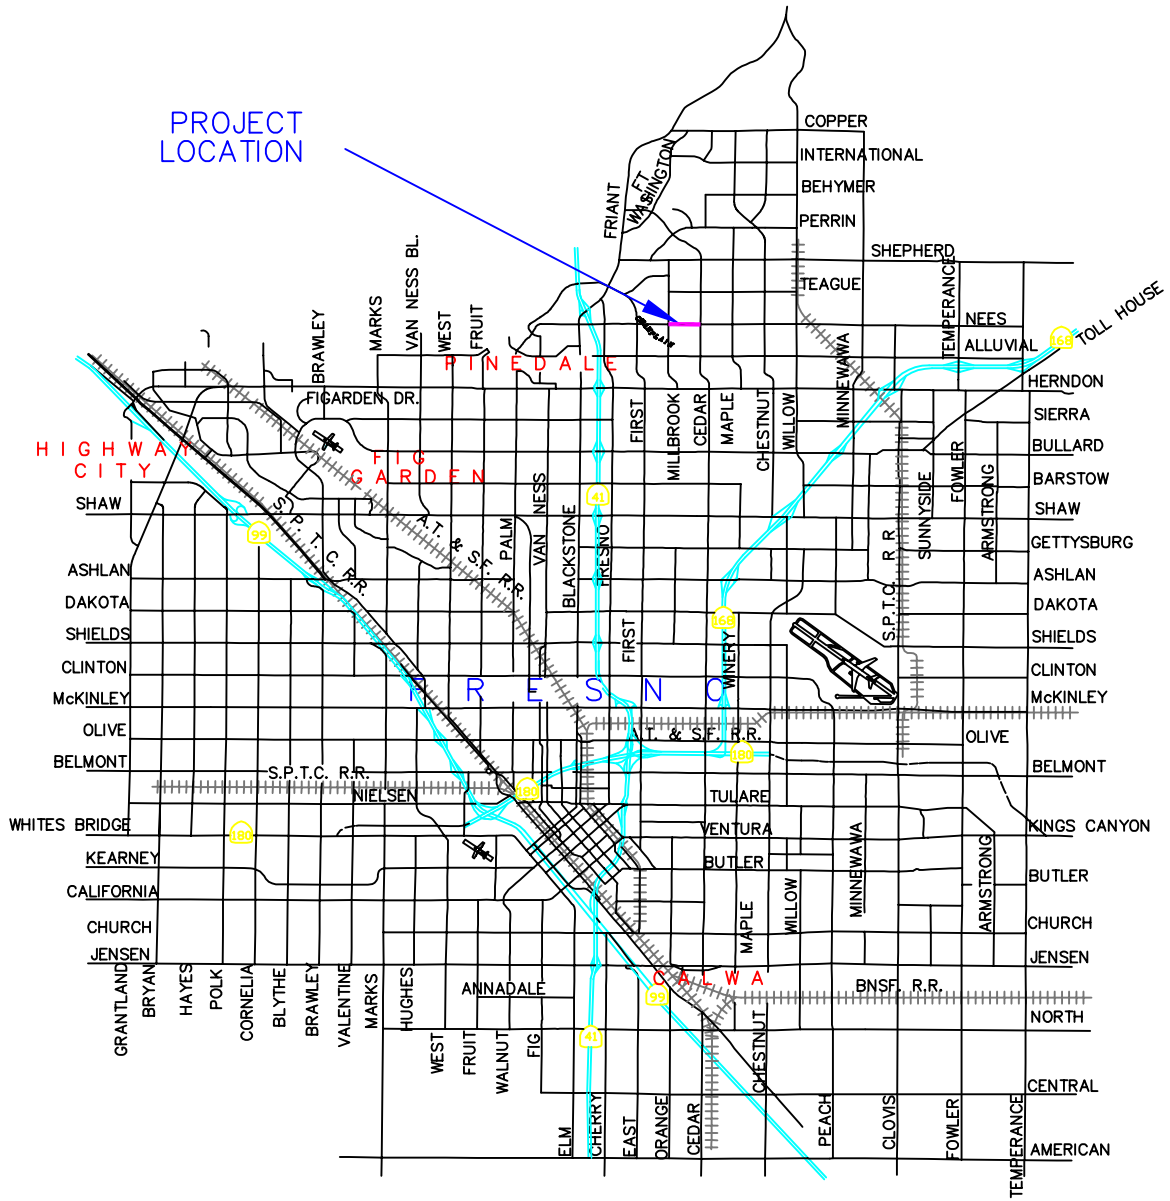 PROJECT
LOCATION
COPPER
INTERNATIONAL
FT
WASHINGTON
BEHYMER
FRIANT
PERRIN
SHEPHERD
TEAGUE
TEMPERANCE
NEES
ALLUVIAL
TOLL HOUSE
168
HERNDON
BRAWLEY
MARKS
VAN NESS BL.
WEST
FRUIT
PINEDALE
FIGARDEN DR.
FIRST
MILLBROOK
CEDAR
MAPLE
CHESTNUT
WILLOW
MINNEWAWA
SIERRA
BULLARD
BARSTOW
SHAW
GETTYSBURG
ASHLAN
DAKOTA
SHIELDS
CLINTON
McKINLEY
OLIVE
BELMONT
KINGS CANYON
BUTLER
CHURCH
JENSEN
NORTH
CENTRAL
AMERICAN
HIGHWAY
CITY
FIG
GARDEN
SHAW
99
S.P.T.C. R.R.
A.T. & S.F. R.R.
PALM
VAN NESS
BLACKSTONE
41
FRESNO
FIRST
168
WINERY
S.P.T.C. R R
SUNNYSIDE
FOWLER
ARMSTRONG
ASHLAN
DAKOTA
SHIELDS
CLINTON
McKINLEY
OLIVE
BELMONT
FRESNO
A.T. & S.F. R.R.
180
S.P.T.C. R.R.
NIELSEN
180
TULARE
WHITES BRIDGE
180
VENTURA
KEARNEY
BUTLER
CALIFORNIA
CHURCH
JENSEN
MAPLE
WILLOW
MINNEWAWA
ARMSTRONG
CALWA
99
BNSF. R.R.
GRANTLAND
BRYAN
HAYES
POLK
CORNELIA
BLYTHE
BRAWLEY
VALENTINE
MARKS
HUGHES
ANNADALE
WEST
FRUIT
WALNUT
FIG
41
CHESTNUT
ELM
CHERRY
EAST
ORANGE
CEDAR
PEACH
CLOVIS
FOWLER
TEMPERANCE